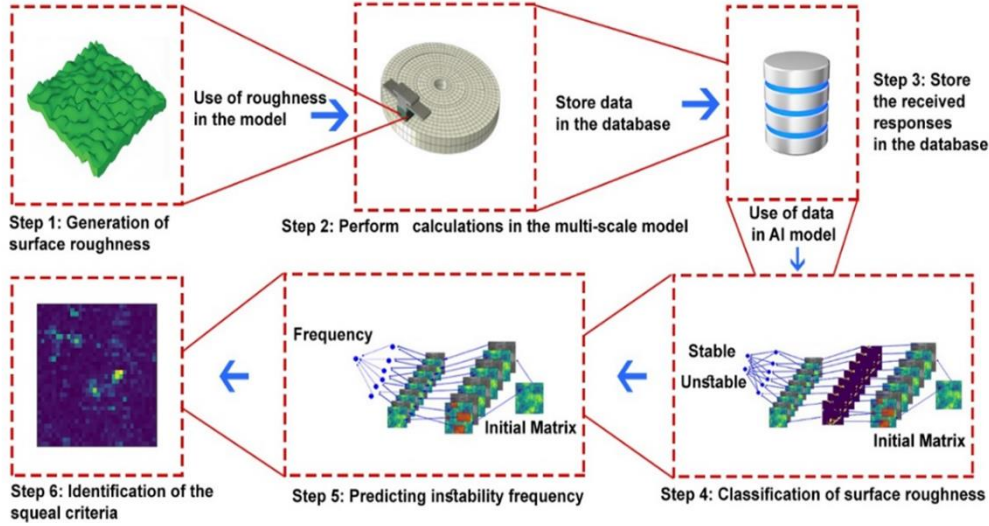 Use of roughness
in the model
Step 1: Generation of
surface roughness
Store data
in the database
Step 2: Perform calculations in the multi-scale model
Step 3: Store
the received
responses
in the database
Use of data
in AI model
Stable
Unstable
Initial Matrix
Step 4: Classification of surface roughness
Frequency
Initial Matrix
Step 5: Predicting instability frequency
Step 6: Identification of the
squeal criteria